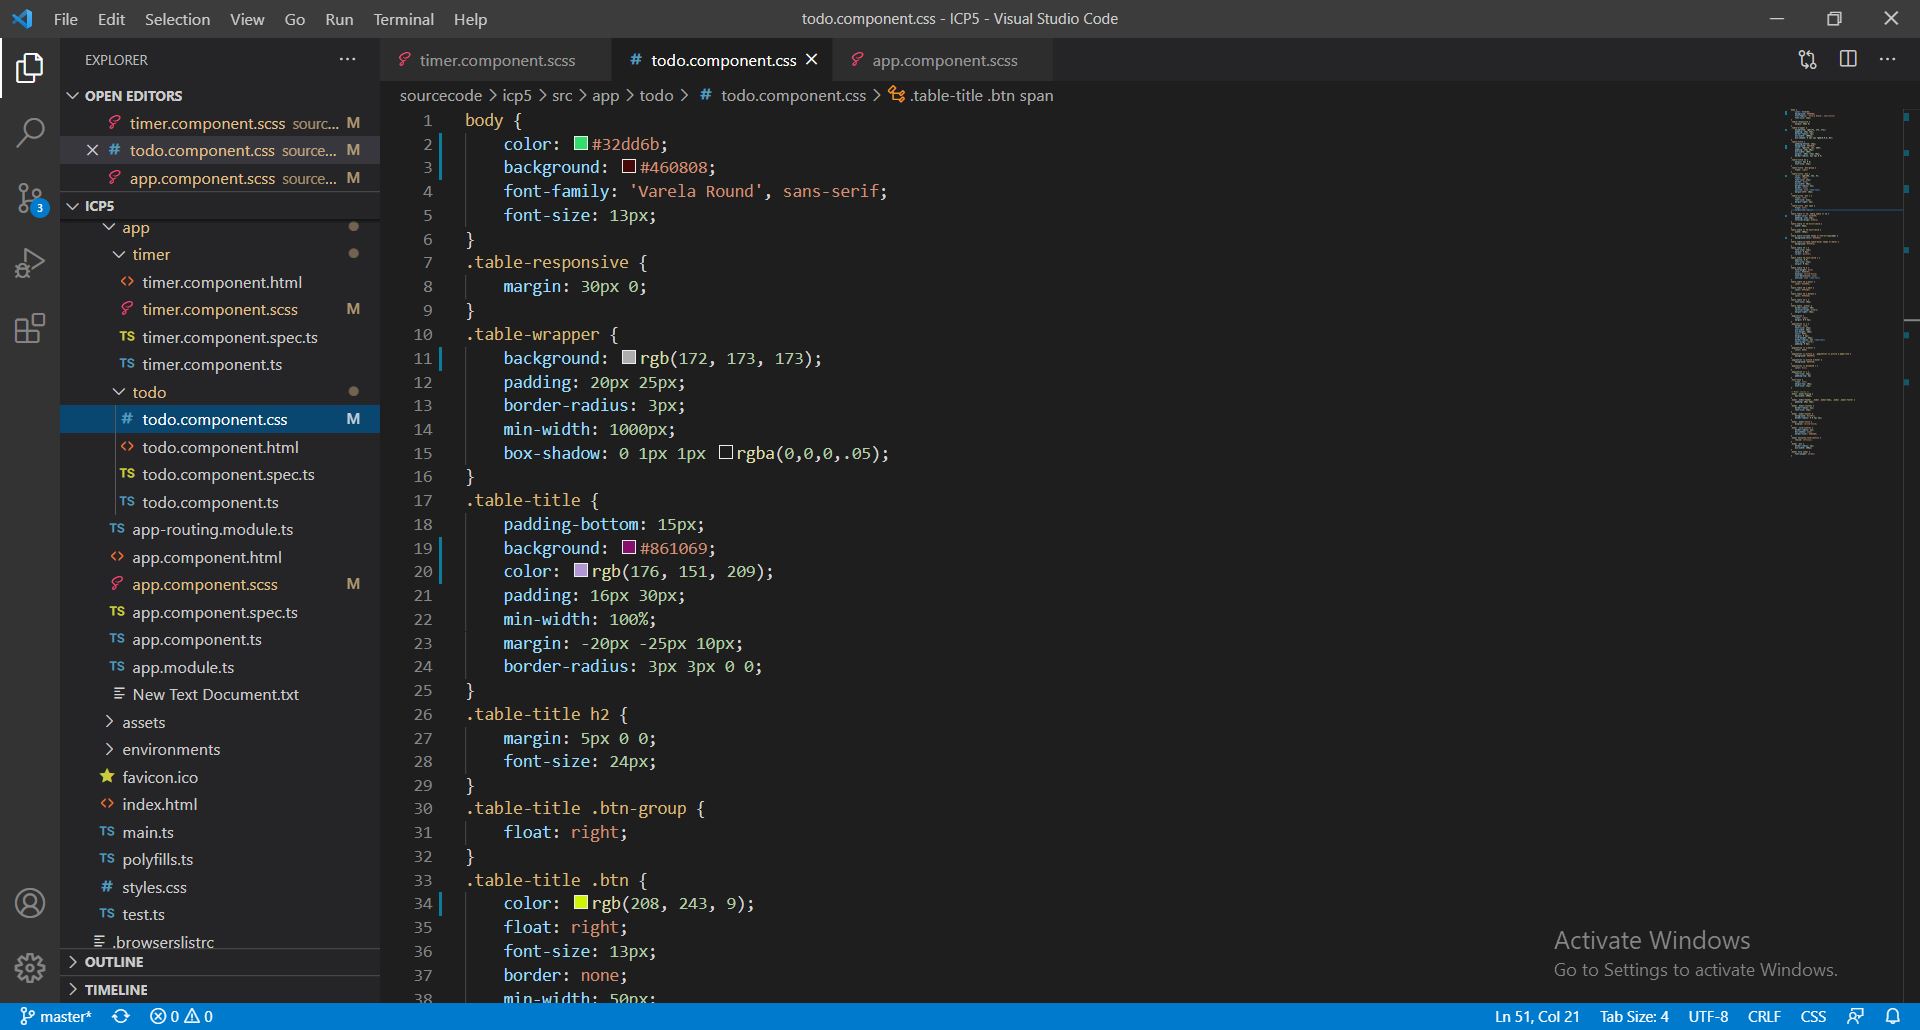 File Edit Selection View Go Run Terminal Help
todo.component.css - ICP5 - Visual Studio Code
EXPLORER
OPEN EDITORS
timer.component.scss sourc... M
todo.component.css source... M
app.component.scss source... M
ICP5
app
timer
timer.component.html
timer.component.scss M
timer.component.spec.ts
timer.component.ts
todo
todo.component.css M
todo.component.html
todo.component.spec.ts
todo.component.ts
app-routing.module.ts
app.component.html
app.component.scss M
app.component.spec.ts
app.component.ts
app.module.ts
New Text Document.txt
assets
environments
favicon.ico
index.html
main.ts
polyfills.ts
styles.css
test.ts
.browserslistrc
OUTLINE
TIMELINE
3
timer.component.scss
todo.component.css
app.component.scss
sourcecode > icp5 > src > app > todo > # todo.component.css > .table-title .btn span
1 body {
2 color: #32dd6b;
3 background: #460808;
4 font-family: 'Varela Round', sans-serif;
5 font-size: 13px;
6 }
7 .table-responsive {
8 margin: 30px 0;
9 }
10 .table-wrapper {
11 background: rgb(172, 173, 173);
12 padding: 20px 25px;
13 border-radius: 3px;
14 min-width: 1000px;
15 box-shadow: 0 1px 1px rgba(0,0,0,.05);
16 }
17 .table-title {
18 padding-bottom: 15px;
19 background: #861069;
20 color: rgb(176, 151, 209);
21 padding: 16px 30px;
22 min-width: 100%;
23 margin: -20px -25px 10px;
24 border-radius: 3px 3px 0 0;
25 }
26 .table-title h2 {
27 margin: 5px 0 0;
28 font-size: 24px;
29 }
30 .table-title .btn-group {
31 float: right;
32 }
33 .table-title .btn {
34 color: rgb(208, 243, 9);
35 float: right;
36 font-size: 13px;
37 border: none;
38 min-width: 50px;
Activate Windows
Go to Settings to activate Windows.
master* 0 0
Ln 51, Col 21 Tab Size: 4 UTF-8 CRLF CSS